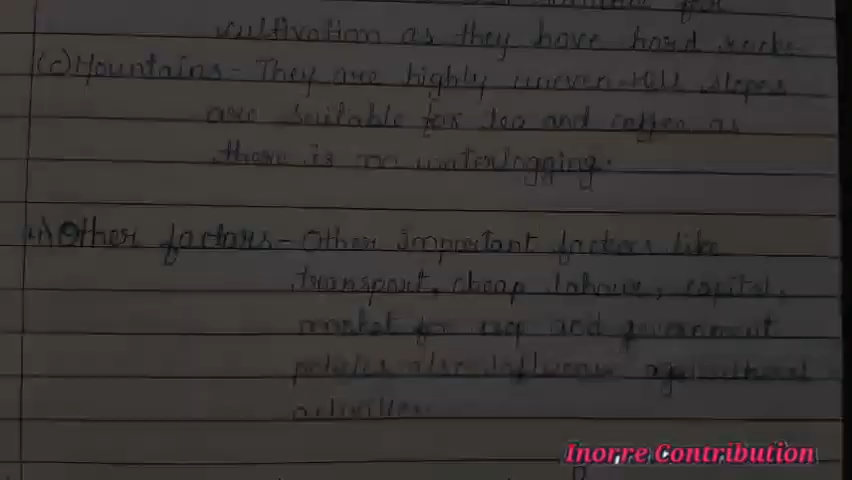 cultivation as they have hard rocks
(c) Mountains - They are highly uneven. Hill slopes
are suitable for tea and coffee as
there is no waterlogging.
Other factors - Other important factors like
transport, cheap labour, capital,
market for crop and government
policies also influence agricultural
activities.
Inorre Contribution